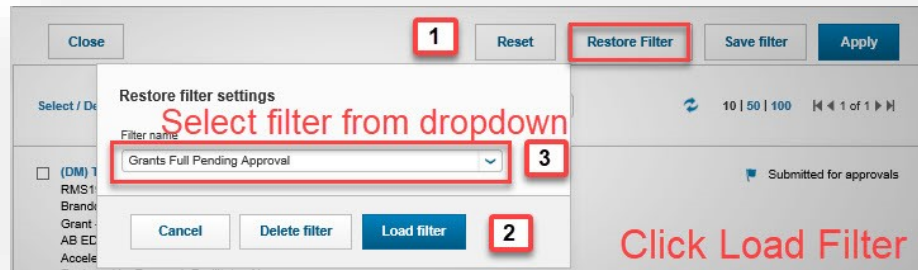 Close
1
Reset
Restore Filter
Save filter
Apply
Restore filter settings
Select / De
10 | 50 | 100
1 of 1
Select filter from dropdown
Filter name
Grants Full Pending Approval
3
(DM) T
Submitted for approvals
RMS1
Brando
Grant
AB ED
Accele
Cancel
Delete filter
Load filter
2
Click Load Filter